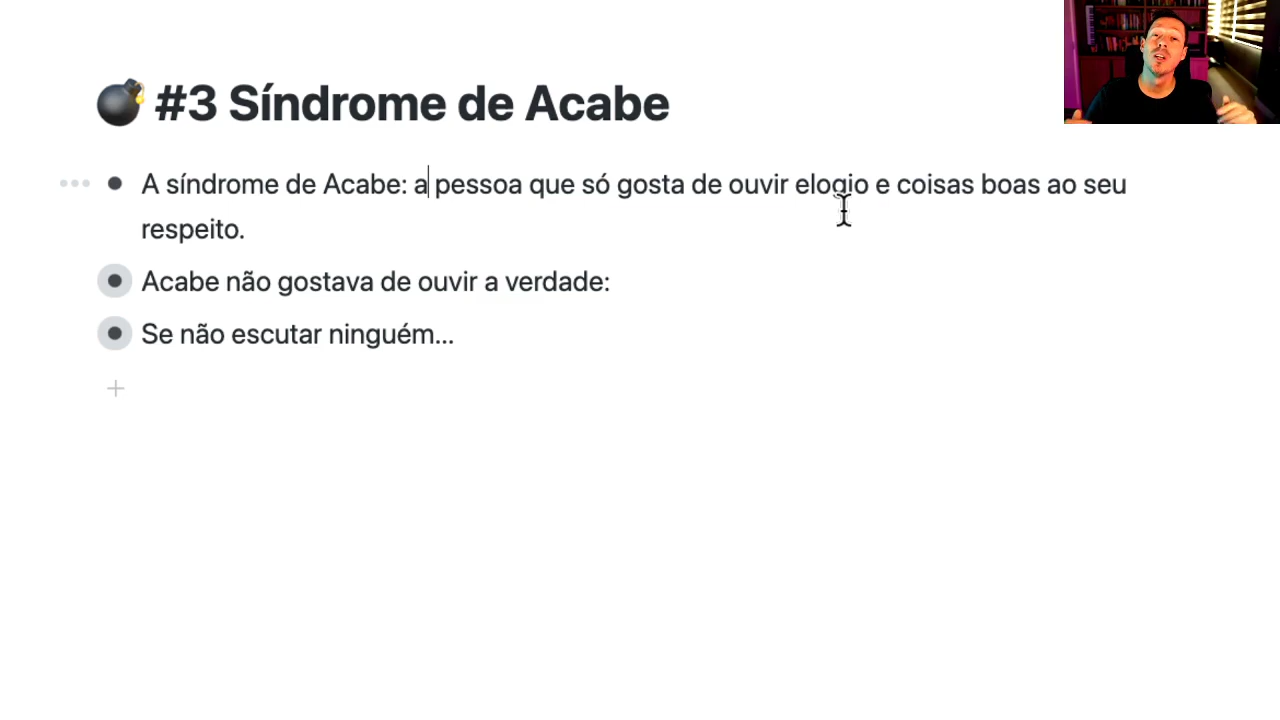 #3 Síndrome de Acabe
A síndrome de Acabe: a pessoa que só gosta de ouvir elogio e coisas boas ao seu
respeito.
Acabe não gostava de ouvir a verdade:
Se não escutar ninguém...